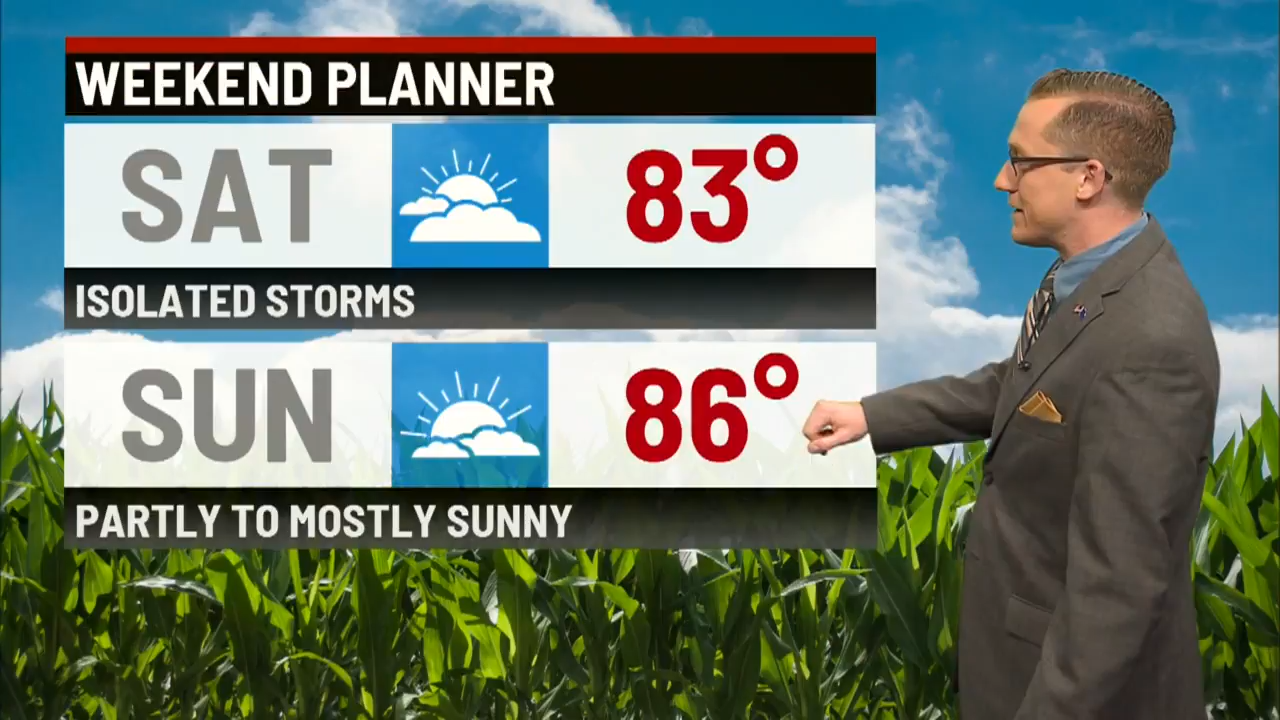 WEEKEND PLANNER
SAT 83°
ISOLATED STORMS
SUN 86°
PARTLY TO MOSTLY SUNNY